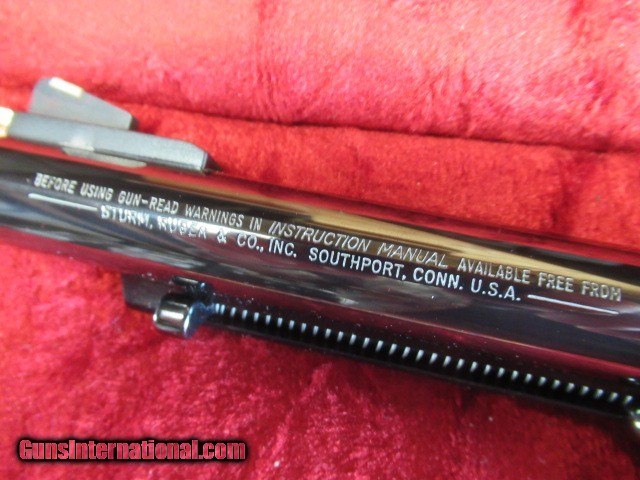 BEFORE USING GUN-READ WARNINGS IN INSTRUCTION MANUAL AVAILABLE FREE FROM
STURM, RUGER & CO., INC. SOUTHPORT, CONN. U.S.A.
GunsInternational.com